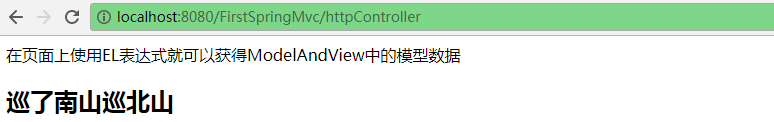 localhost:8080/FirstSpringMvc/httpController
在页面上使用EL表达式就可以获得ModelAndView中的模型数据
巡了南山巡北山